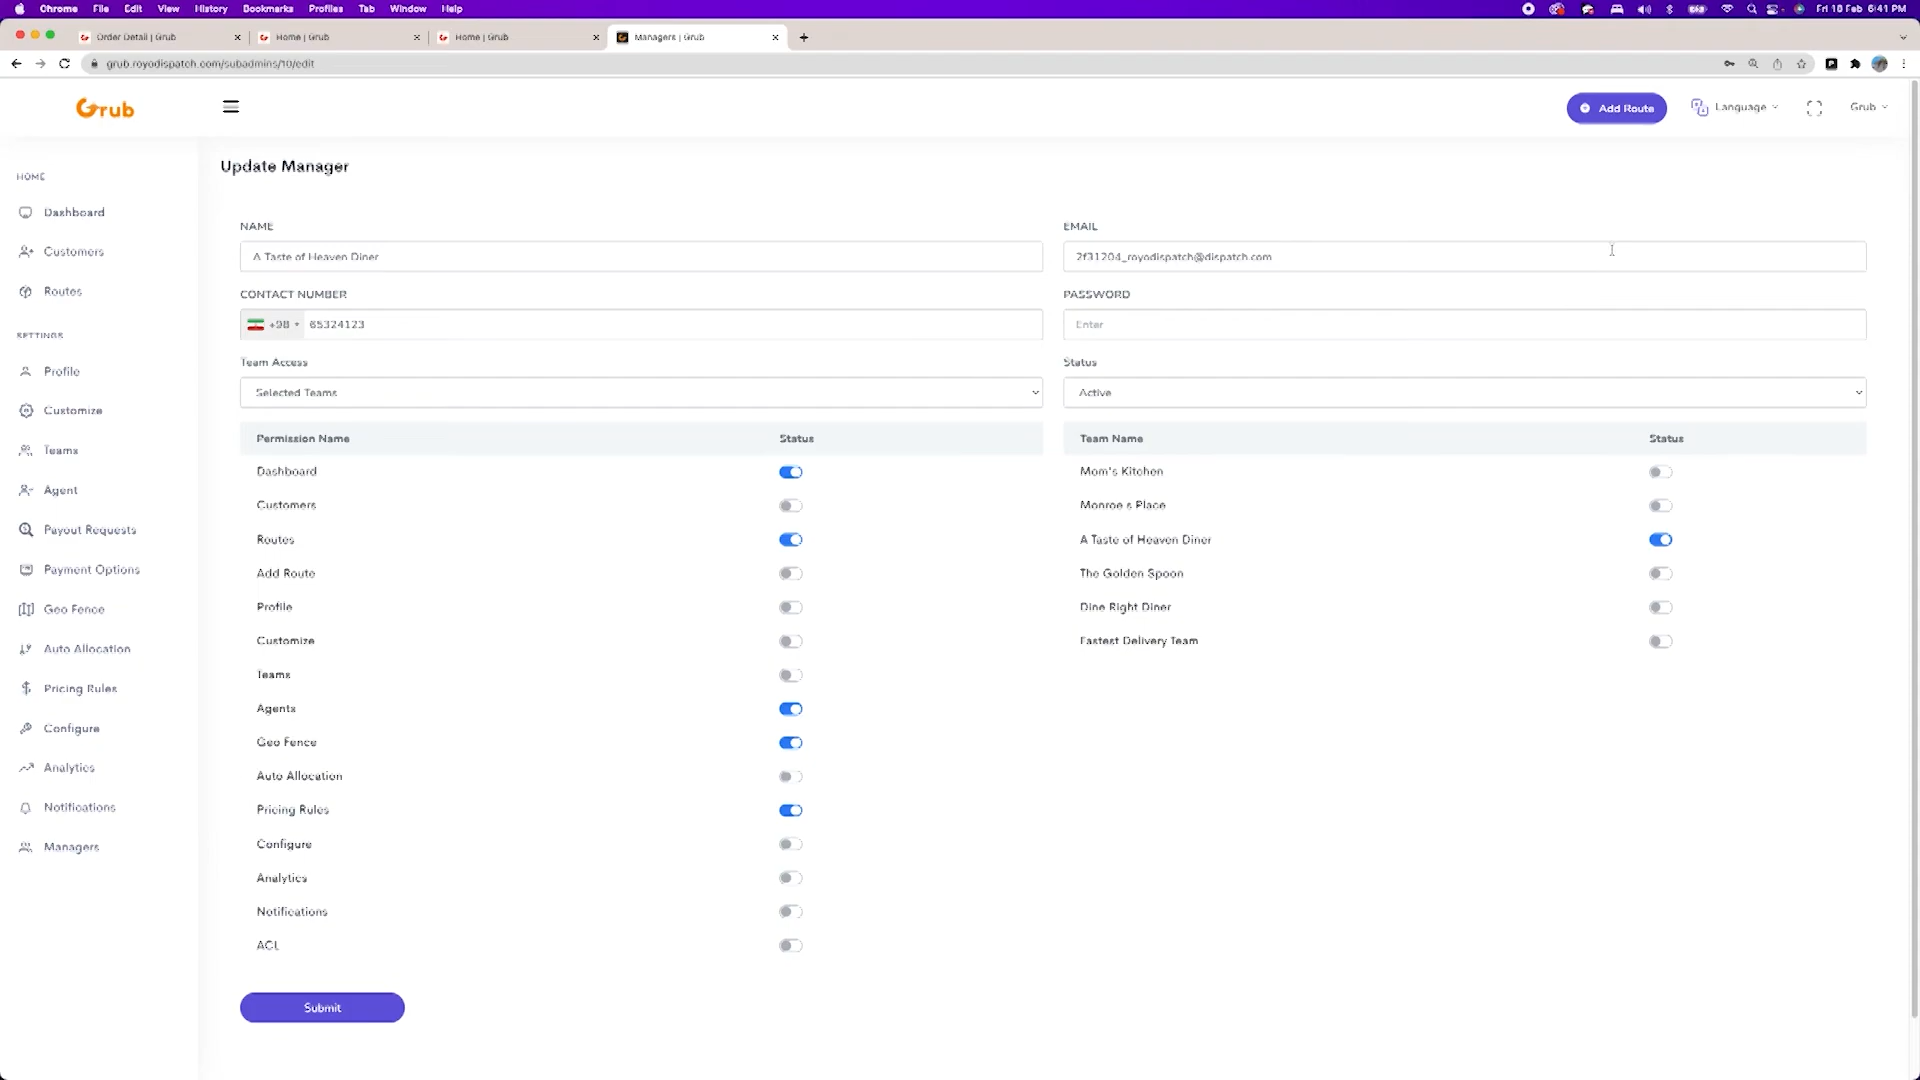 Chrome File Edit View History Bookmarks Profiles Tab Window Help
Fri 18 Feb 6:41 PM
Order Detail | Grub
Home | Grub
Home | Grub
Managers | Grub
grub.royodispatch.com/subadmins/10/edit
Grub
Add Route
Language
Grub
HOME
Dashboard
Customers
Routes
SETTINGS
Profile
Customize
Teams
Agent
Payout Requests
Payment Options
Geo Fence
Auto Allocation
Pricing Rules
Configure
Analytics
Notifications
Managers
Update Manager
NAME
A Taste of Heaven Diner
EMAIL
2f31204_royodispatch@dispatch.com
CONTACT NUMBER
+98 65324123
PASSWORD
Enter
Team Access
Selected Teams
Status
Active
Permission Name Status
Dashboard
Customers
Routes
Add Route
Profile
Customize
Teams
Agents
Geo Fence
Auto Allocation
Pricing Rules
Configure
Analytics
Notifications
ACL
Team Name Status
Mom's Kitchen
Monroe's Place
A Taste of Heaven Diner
The Golden Spoon
Dine Right Diner
Fastest Delivery Team
Submit